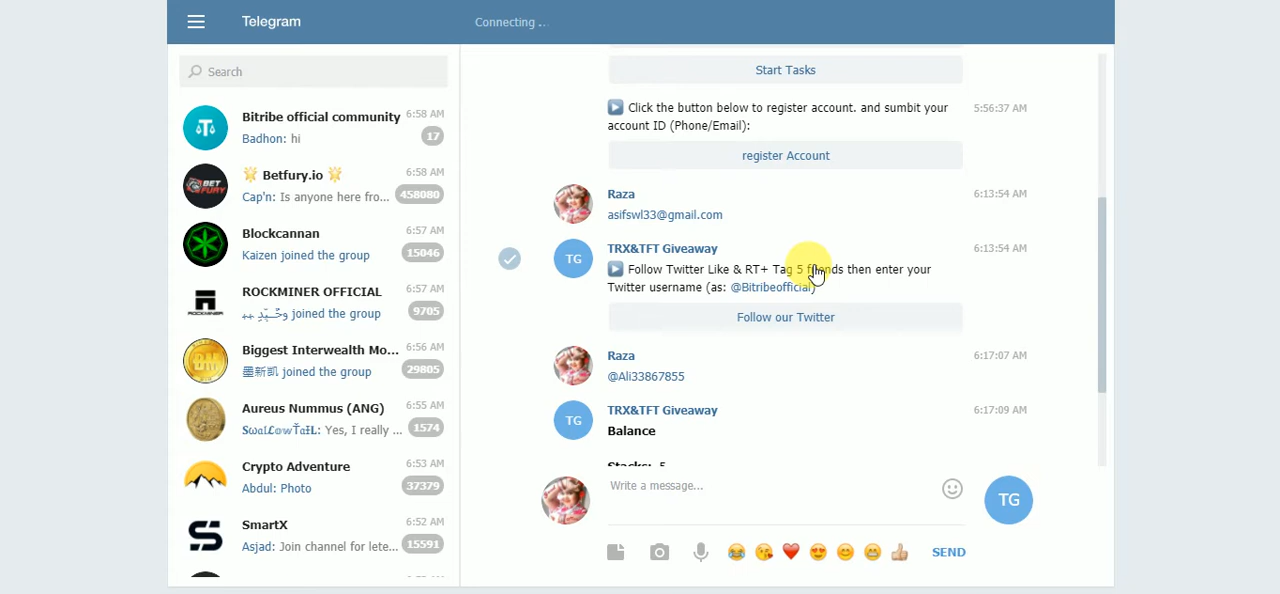 Telegram
Connecting ..
Search
Bitribe official community 6:58 AM
Badhon: hi 17
Betfury.io 6:58 AM
Cap'n: Is anyone here fro... 458080
Blockcannan 6:57 AM
Kaizen joined the group 15046
ROCKMINER OFFICIAL 6:57 AM
joined the group 9705
Biggest Interwealth Mo... 6:56 AM
墨新凯 joined the group 29805
Aureus Nummus (ANG) 6:55 AM
Yes, I really ... 1574
Crypto Adventure 6:53 AM
Abdul: Photo 37379
SmartX 6:52 AM
Asjad: Join channel for lete... 15591
Start Tasks
Click the button below to register account. and sumbit your 5:56:37 AM
account ID (Phone/Email):
register Account
Raza 6:13:54 AM
asifswl33@gmail.com
TG TRX&TFT Giveaway 6:13:54 AM
Follow Twitter Like & RT+ Tag 5 friends then enter your
Twitter username (as: @Bitribeofficial)
Follow our Twitter
Raza 6:17:07 AM
@Ali33867855
TG TRX&TFT Giveaway 6:17:09 AM
Balance
Stacks: 5
Write a message...
TG
SEND